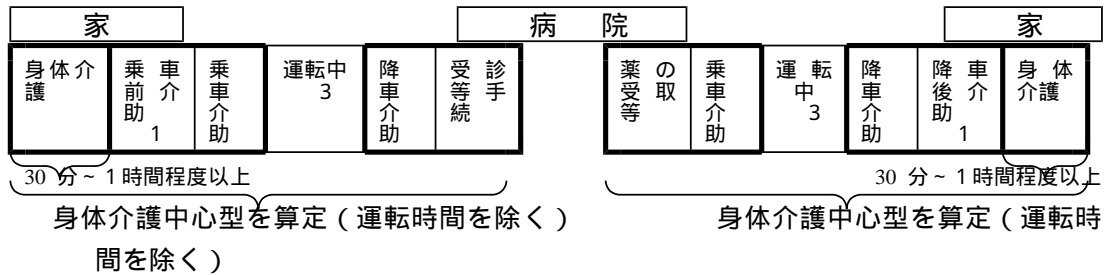 家
病 院
家
身体介護
乗車前介助 1
乗車介助
運転中 3
降車介助
受診等手続
薬の受取等
乗車介助
運転中 3
降車介助
降車後介助 1
身体介護
30 分~1時間程度以上
30 分~1時間程度以上
身体介護中心型を算定(運転時間を除く)
身体介護中心型を算定(運転時
間を除く)